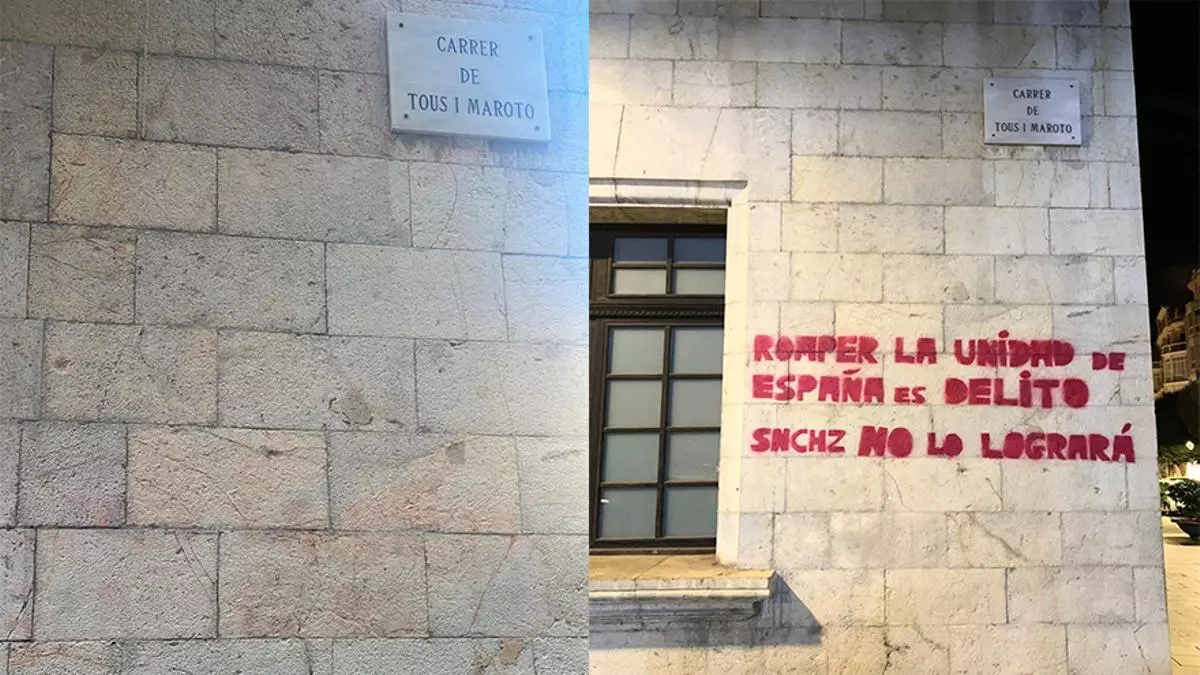 CARRER
DE
TOUS I MAROTO
CARRER
DE
TOUS I MAROTO
ROMPER LA UNIDAD DE
ESPAÑA ES DELITO
SNCHZ NO LO LOGRARÁ